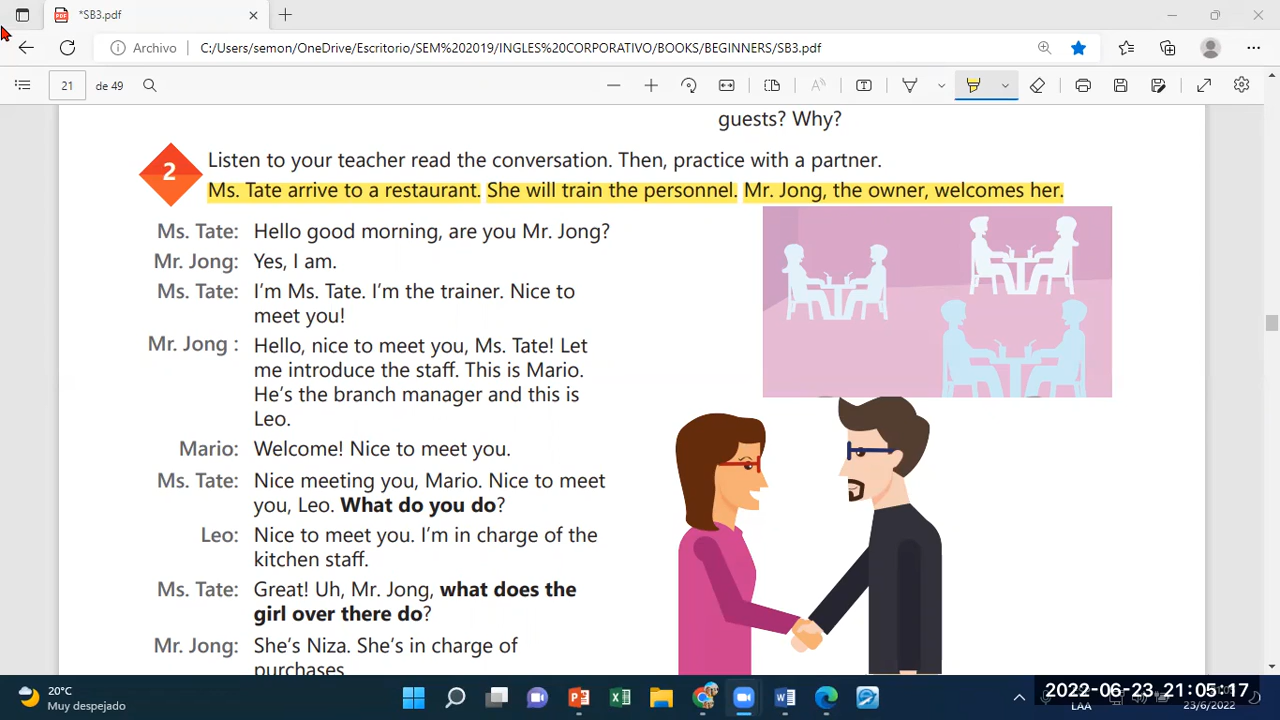 *SB3.pdf
Archivo
C:/Users/semon/OneDrive/Escritorio/SEM%202019/INGLES%20CORPORATIVO/BOOKS/BEGINNERS/SB3.pdf
21 de 49
guests? Why?
2
Listen to your teacher read the conversation. Then, practice with a partner.
Ms. Tate arrive to a restaurant. She will train the personnel. Mr. Jong, the owner, welcomes her.
Ms. Tate: Hello good morning, are you Mr. Jong?
Mr. Jong: Yes, I am.
Ms. Tate: I'm Ms. Tate. I'm the trainer. Nice to
meet you!
Mr. Jong : Hello, nice to meet you, Ms. Tate! Let
me introduce the staff. This is Mario.
He's the branch manager and this is
Leo.
Mario: Welcome! Nice to meet you.
Ms. Tate: Nice meeting you, Mario. Nice to meet
you, Leo. What do you do?
Leo: Nice to meet you. I'm in charge of the
kitchen staff.
Ms. Tate: Great! Uh, Mr. Jong, what does the
girl over there do?
Mr. Jong: She's Niza. She's in charge of
purchases.
20°C
Muy despejado
LAA
2022-06-23 21:05:17
23/6/2022